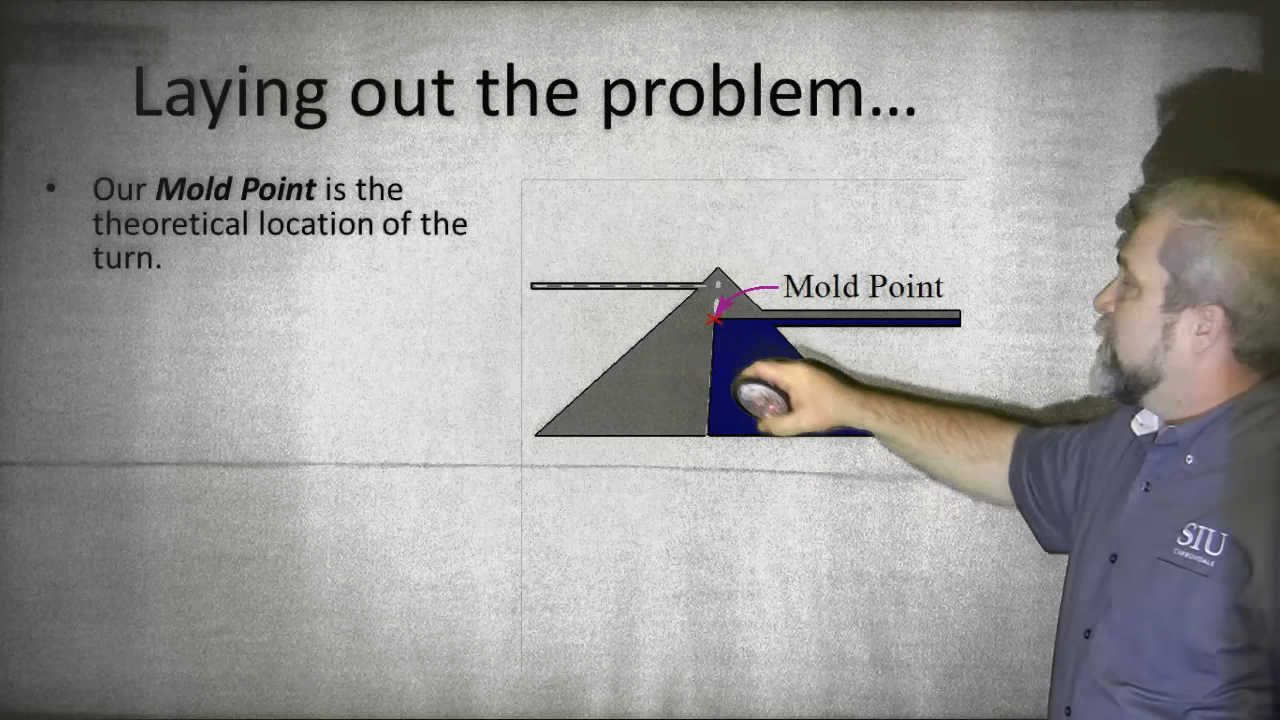 Laying out the problem...
• Our Mold Point is the
theoretical location of the
turn.
Mold Point
SIU
CARBONDALE